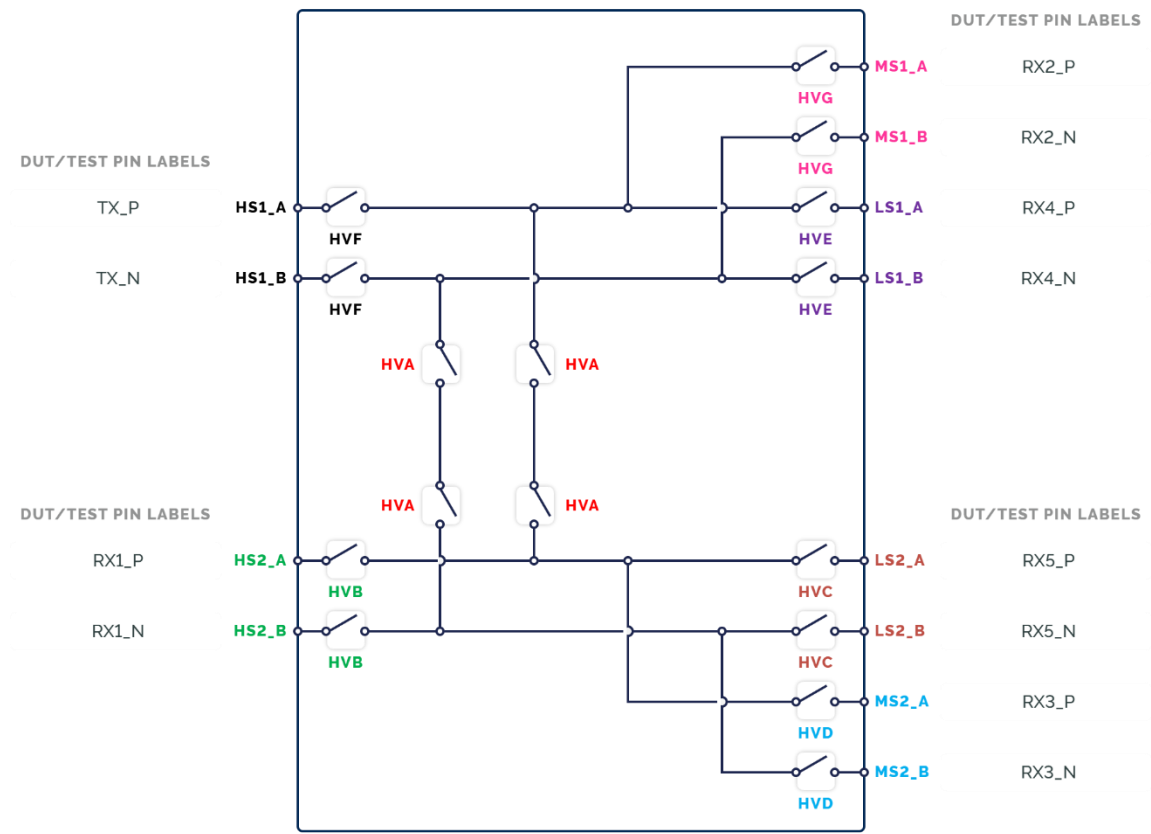 DUT/TEST PIN LABELS
MS1_A RX2_P
HVG
MS1_B RX2_N
DUT/TEST PIN LABELS
HVG
TX_P HS1_A LS1_A RX4_P
HVF HVE
TX_N HS1_B LS1_B RX4_N
HVF HVE
HVA HVA
HVA HVA
DUT/TEST PIN LABELS DUT/TEST PIN LABELS
RX1_P HS2_A LS2_A RX5_P
HVB HVC
RX1_N HS2_B LS2_B RX5_N
HVB HVC
MS2_A RX3_P
HVD
MS2_B RX3_N
HVD